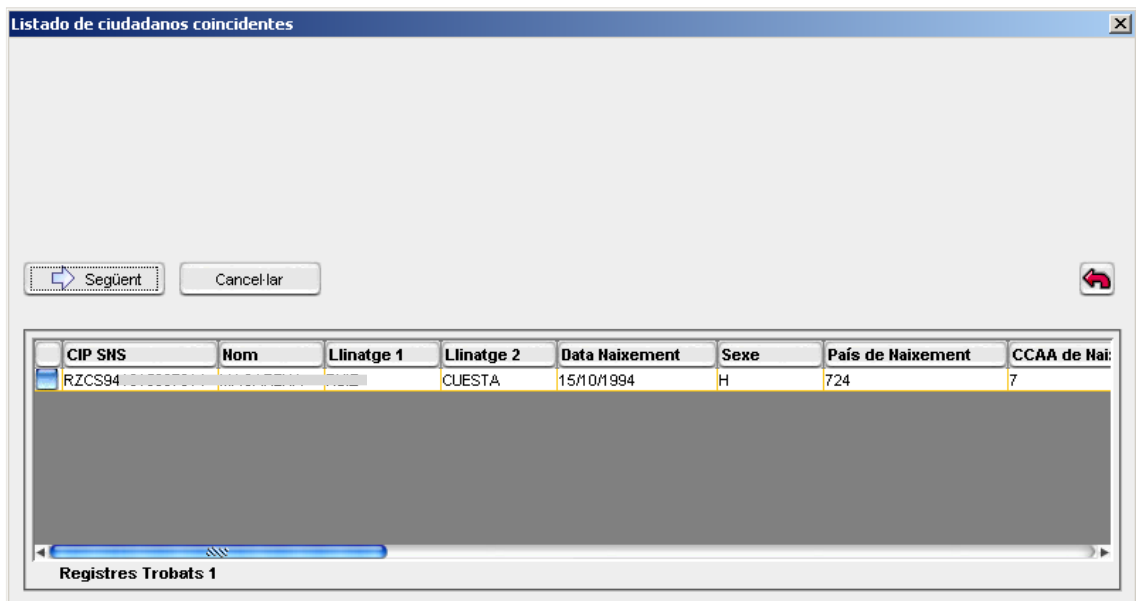 Listado de ciudadanos coincidentes
Següent Cancel·lar
CIP SNS Nom Llinatge 1 Llinatge 2 Data Naixement Sexe País de Naixement CCAA de Nai:
RZCS94 CUESTA 15/10/1994 H 724 7
Registres Trobats 1